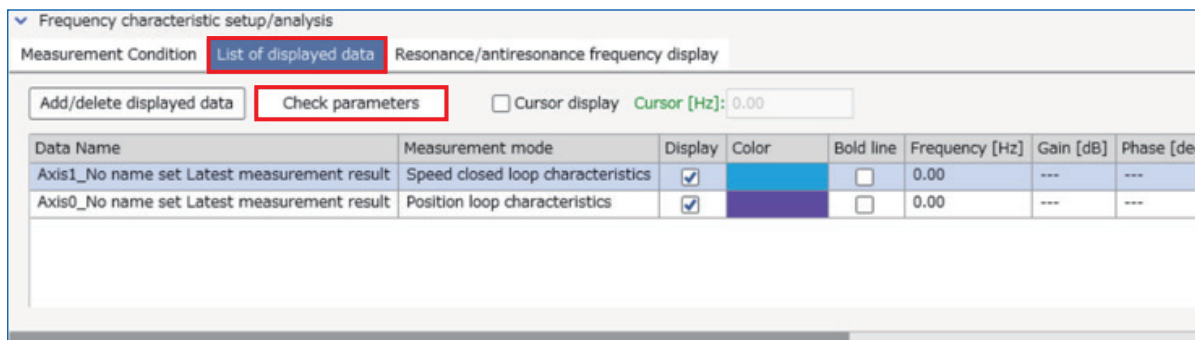 Frequency characteristic setup/analysis
Measurement Condition List of displayed data Resonance/antiresonance frequency display
Add/delete displayed data Check parameters Cursor display Cursor [Hz]: 0.00
Data Name Measurement mode Display Color Bold line Frequency [Hz] Gain [dB] Phase [de
Axis1_No name set Latest measurement result Speed closed loop characteristics 0.00 --- ---
Axis0_No name set Latest measurement result Position loop characteristics 0.00 --- ---